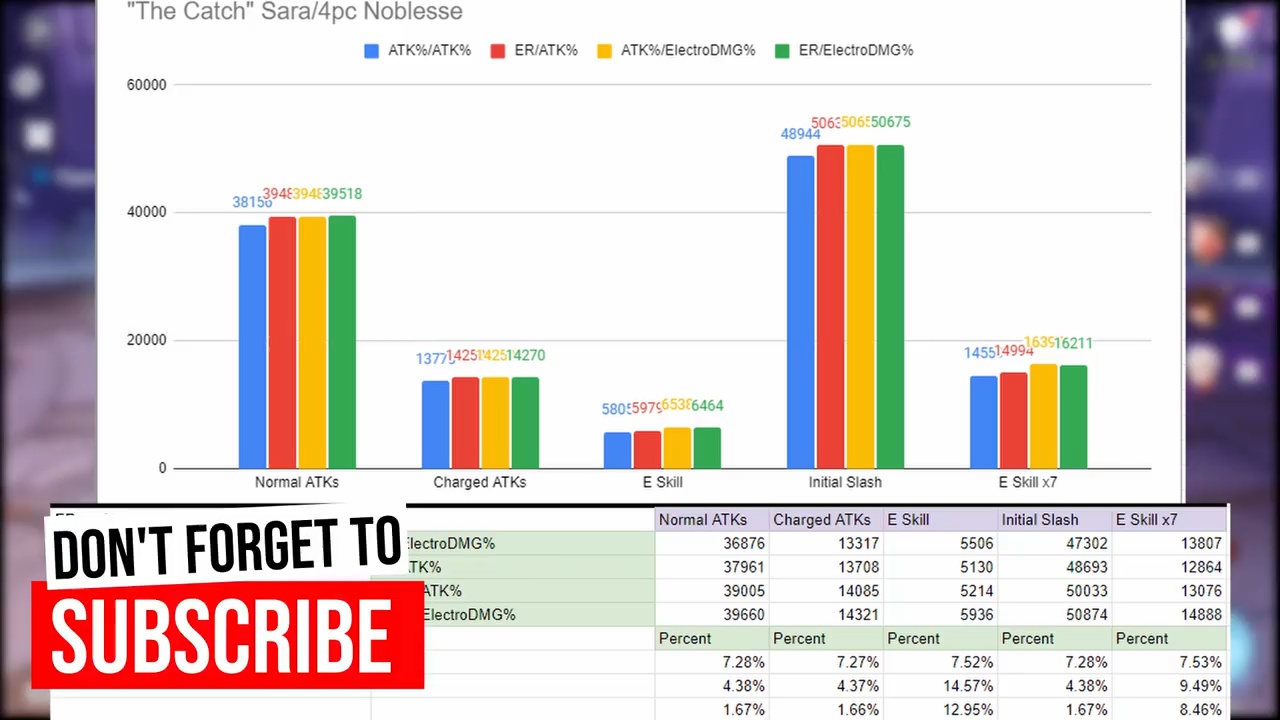 "The Catch" Sara/4pc Noblesse
ATK%/ATK% ER/ATK% ATK%/ElectroDMG% ER/ElectroDMG%
60000
40000
20000
0
38156 39518
14270
6464
48944 50675
14994 16211
Normal ATKs Charged ATKs E Skill Initial Slash E Skill x7
Normal ATKs Charged ATKs E Skill Initial Slash E Skill x7
ElectroDMG% 36876 13317 5506 47302 13807
ATK% 37961 13708 5130 48693 12864
ATK% 39005 14085 5214 50033 13076
ElectroDMG% 39660 14321 5936 50874 14888
Percent Percent Percent Percent Percent
7.28% 7.27% 7.52% 7.28% 7.53%
4.38% 4.37% 14.57% 4.38% 9.49%
1.67% 1.66% 12.95% 1.67% 8.46%
DON'T FORGET TO
SUBSCRIBE